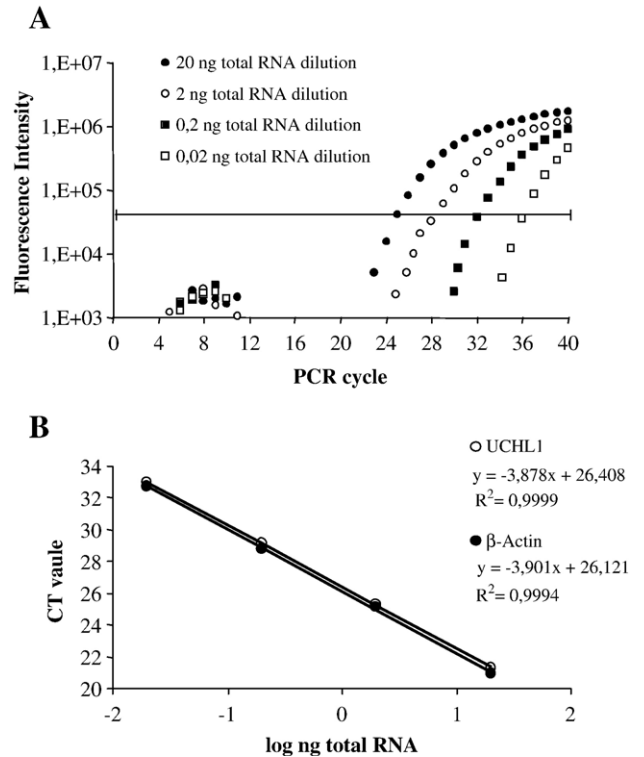 A
1,E+07
1,E+06
1,E+05
1,E+04
1,E+03
Fluorescence Intensity
20 ng total RNA dilution
2 ng total RNA dilution
0,2 ng total RNA dilution
0,02 ng total RNA dilution
0 4 8 12 16 20 24 28 32 36 40
PCR cycle
B
34
32
30
28
26
24
22
20
CT vaule
UCHL1
y = -3,878x + 26,408
R2= 0,9999
β-Actin
y = -3,901x + 26,121
R2= 0,9994
-2 -1 0 1 2
log ng total RNA